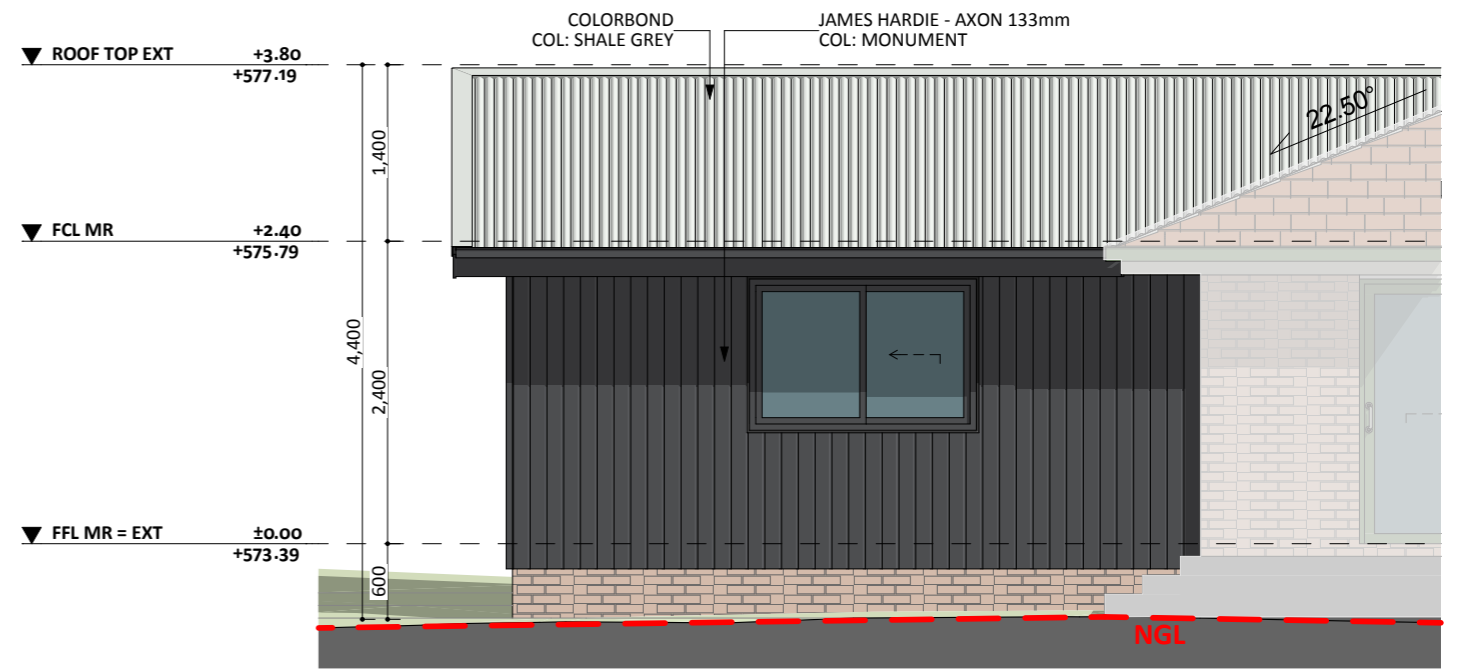 COLORBOND
COL: SHALE GREY
JAMES HARDIE - AXON 133mm
COL: MONUMENT
ROOF TOP EXT +3.80
+577.19
1,400
22.50°
FCL MR +2.40
+575.79
4,400
2,400
FFL MR = EXT ±0.00
+573.39
600
NGL